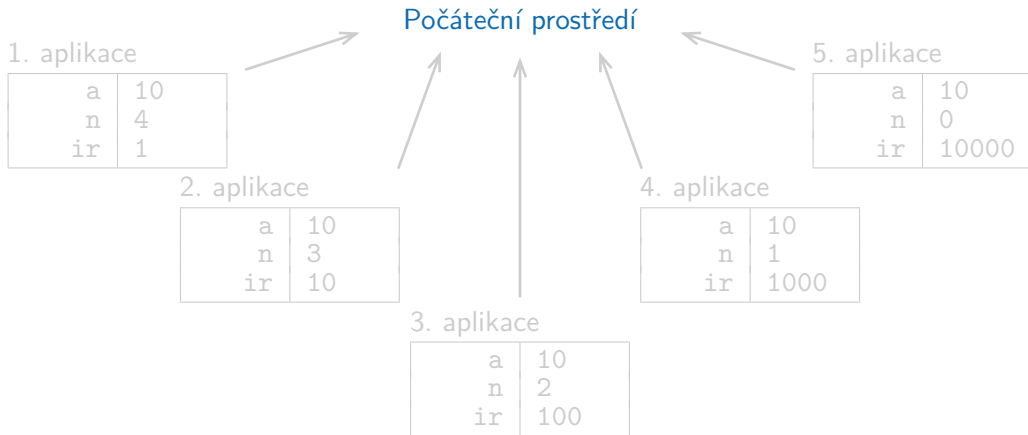 Počáteční prostředí
1. aplikace
a 10
n 4
ir 1
2. aplikace
a 10
n 3
ir 10
3. aplikace
a 10
n 2
ir 100
4. aplikace
a 10
n 1
ir 1000
5. aplikace
a 10
n 0
ir 10000